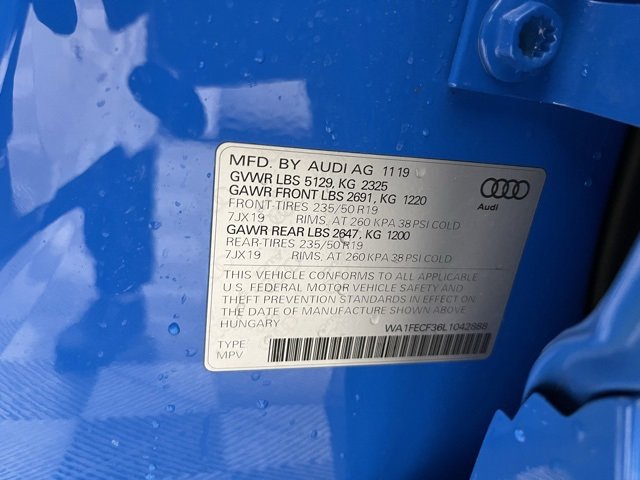 MFD. BY AUDI AG 1119
GVWR LBS 5129, KG 2325
GAWR FRONT LBS 2691, KG 1220
FRONT-TIRES 235/50 R19
7JX19 RIMS, AT 260 KPA 38 PSI COLD
GAWR REAR LBS 2647, KG 1200
REAR-TIRES 235/50 R19
7JX19 RIMS, AT 260 KPA 38 PSI COLD
Audi
THIS VEHICLE CONFORMS TO ALL APPLICABLE
U.S. FEDERAL MOTOR VEHICLE SAFETY AND
THEFT PREVENTION STANDARDS IN EFFECT ON
THE DATE OF MANUFACTURE SHOWN ABOVE
HUNGARY
WA1FECF36L1042888
TYPE
MPV